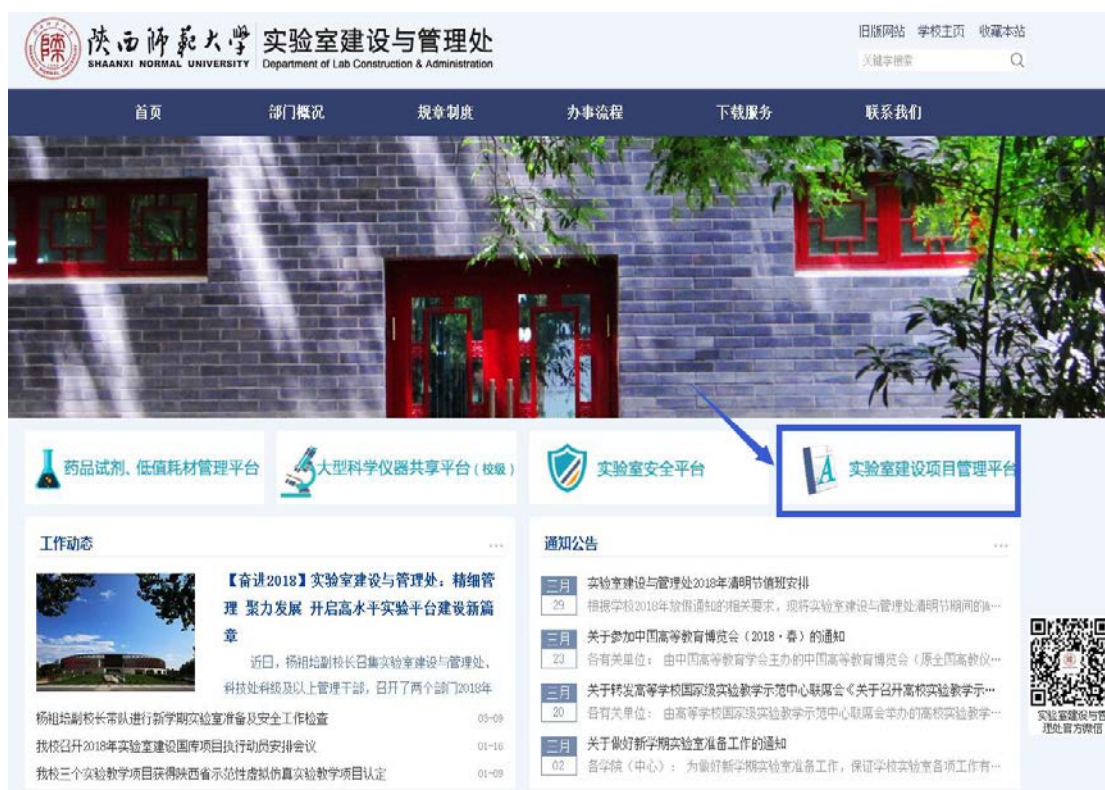 陕西师范大学 实验室建设与管理处
SHAANXI NORMAL UNIVERSITY Department of Lab Construction & Administration
旧版网站 学校主页 收藏本站
关键字搜索
首页 部门概况 规章制度 办事流程 下载服务 联系我们
药品试剂、低值耗材管理平台
大型科学仪器共享平台(校级)
实验室安全平台
实验室建设项目管理平台
工作动态 ...
【奋进2018】实验室建设与管理处:精细管
理 聚力发展 开启高水平实验平台建设新篇
章
近日,杨祖培副校长召集实验室建设与管理处、
科技处科级及以上管理干部,召开了两个部门2018年
杨祖培副校长带队进行新学期实验室准备及安全工作检查 03-09
我校召开2018年实验室建设国库项目执行动员安排会议 01-16
我校三个实验教学项目获得陕西省示范性虚拟仿真实验教学项目认定 01-09
通知公告 ...
三月 实验室建设与管理处2018年清明节值班安排
29 根据学校2018年放假通知的相关要求,现将实验室建设与管理处清明节期间的&…
三月 关于参加中国高等教育博览会(2018·春)的通知
23 各有关单位: 由中国高等教育学会主办的中国高等教育博览会(原全国高教仪…
三月 关于转发高等学校国家级实验教学示范中心联席会《关于召开高校实验教学示…
20 各有关单位: 由高等学校国家级实验教学示范中心联席会举办的高校实验教学…
三月 关于做好新学期实验室准备工作的通知
02 各学院(中心): 为做好新学期实验室准备工作,保证学校实验室各项工作有…
实验室建设与管
理处官方微信